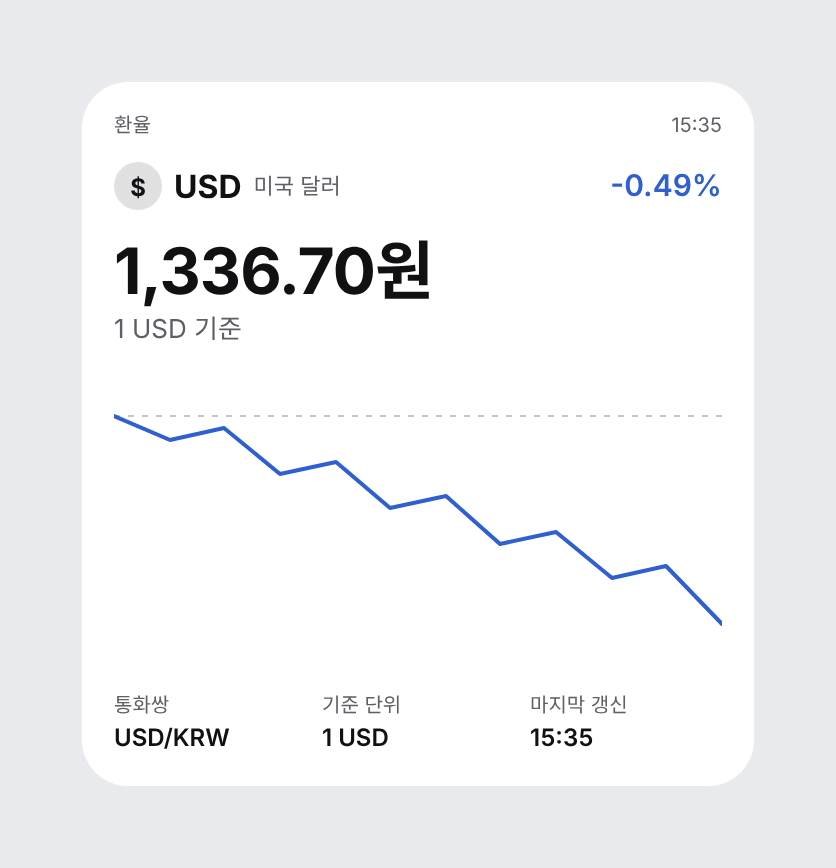 환율 15:35
$ USD 미국 달러 -0.49%
1,336.70원
1 USD 기준
통화쌍 기준 단위 마지막 갱신
USD/KRW 1 USD 15:35